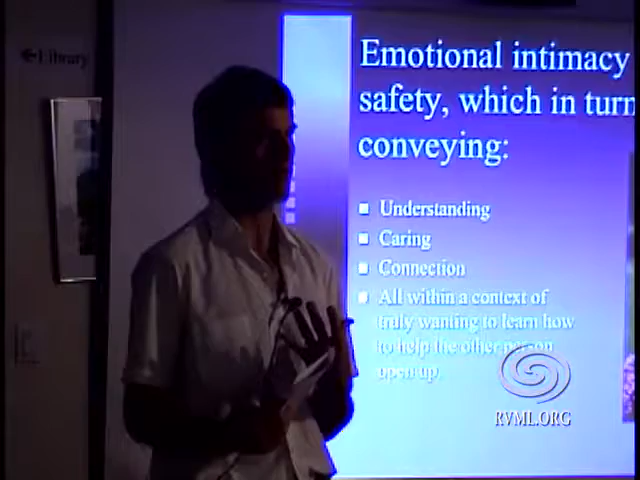 ←Library
Emotional intimacy
safety, which in turn
conveying:
Understanding
Caring
Connection
All within a context of
truly wanting to learn how
to help the other person
open up.
RVML.ORG